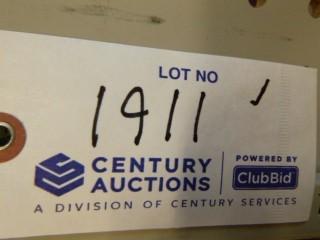 LOT NO
1911
CENTURY AUCTIONS
POWERED BY
ClubBid
A DIVISION OF CENTURY SERVICES